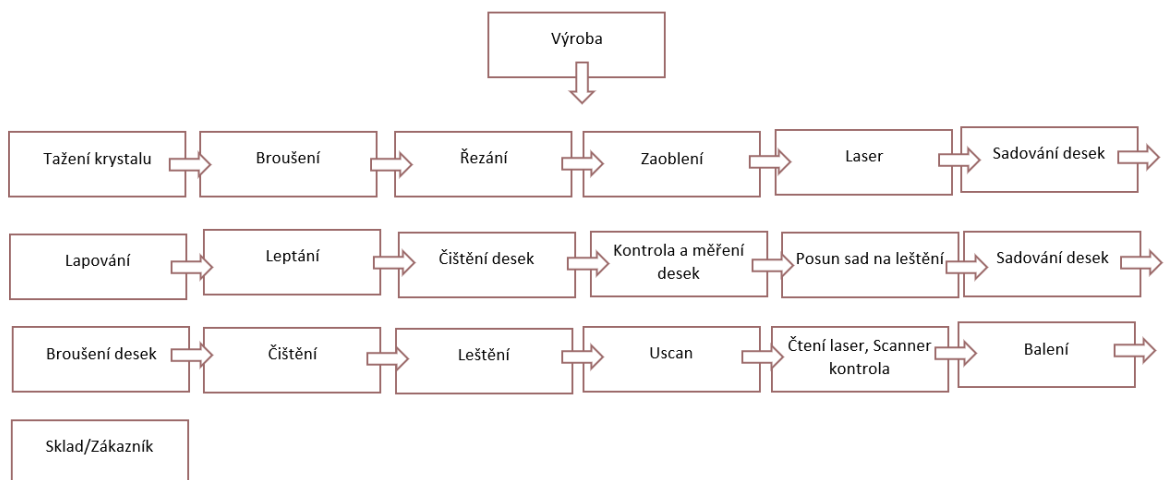 Výroba
Tažení krystalu
Broušení
Řezání
Zaoblení
Laser
Sadování desek
Lapování
Leptání
Čištění desek
Kontrola a měření
desek
Posun sad na leštění
Sadování desek
Broušení desek
Čištění
Leštění
Uscan
Čtení laser, Scanner
kontrola
Balení
Sklad/Zákazník